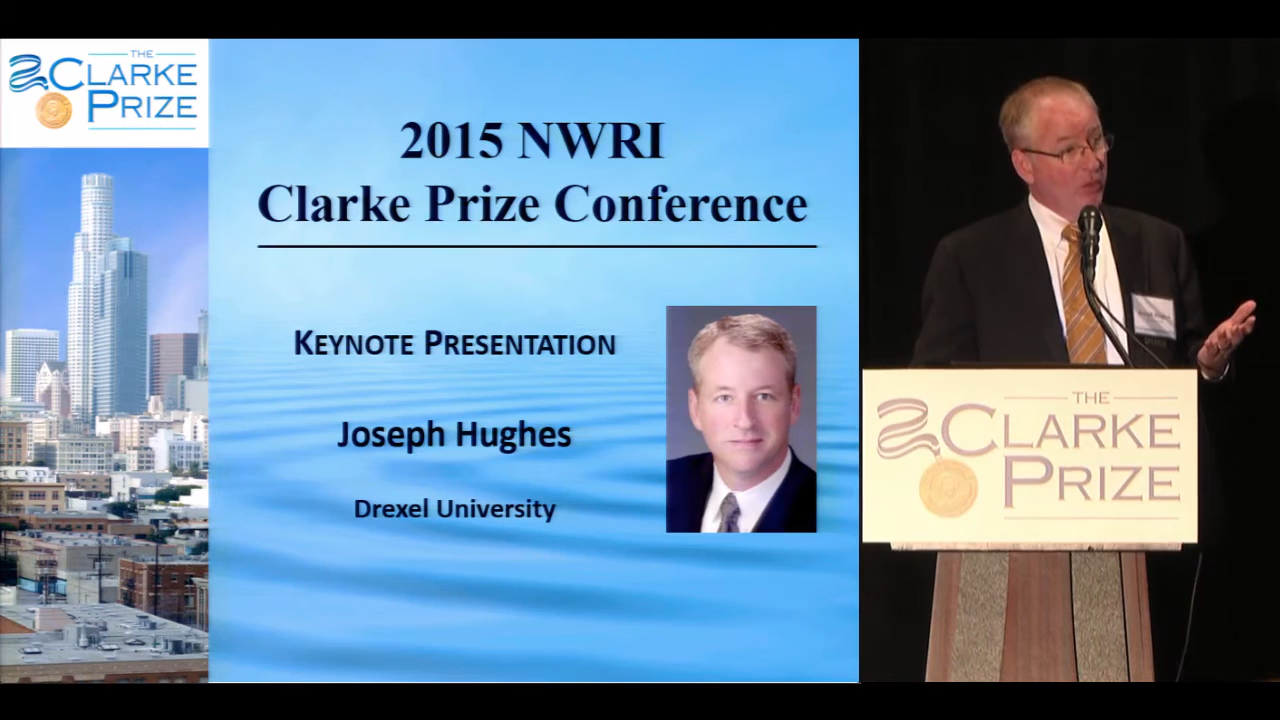 THE
CLARKE
PRIZE
2015 NWRI
Clarke Prize Conference
KEYNOTE PRESENTATION
Joseph Hughes
Drexel University
THE
CLARKE
PRIZE